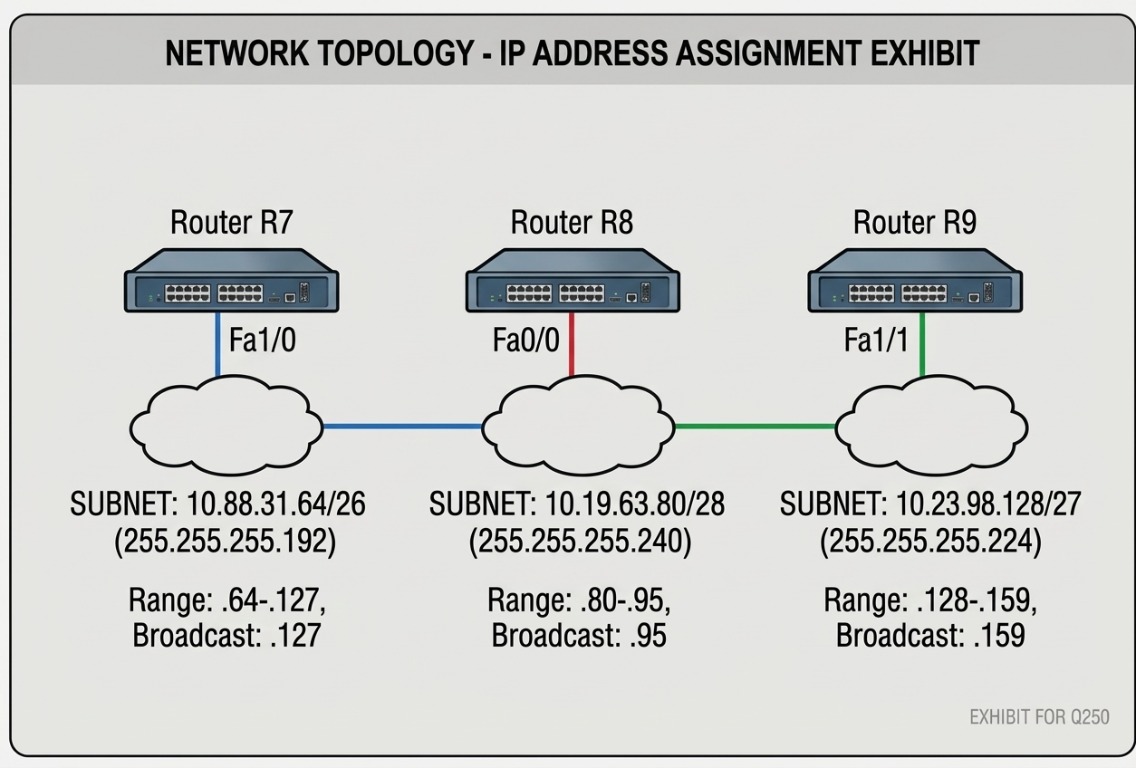 NETWORK TOPOLOGY - IP ADDRESS ASSIGNMENT EXHIBIT
Router R7
Router R8
Router R9
Fa1/0
Fa0/0
Fa1/1
SUBNET: 10.88.31.64/26
(255.255.255.192)
Range: .64-.127,
Broadcast: .127
SUBNET: 10.19.63.80/28
(255.255.255.240)
Range: .80-.95,
Broadcast: .95
SUBNET: 10.23.98.128/27
(255.255.255.224)
Range: .128-.159,
Broadcast: .159
EXHIBIT FOR Q250